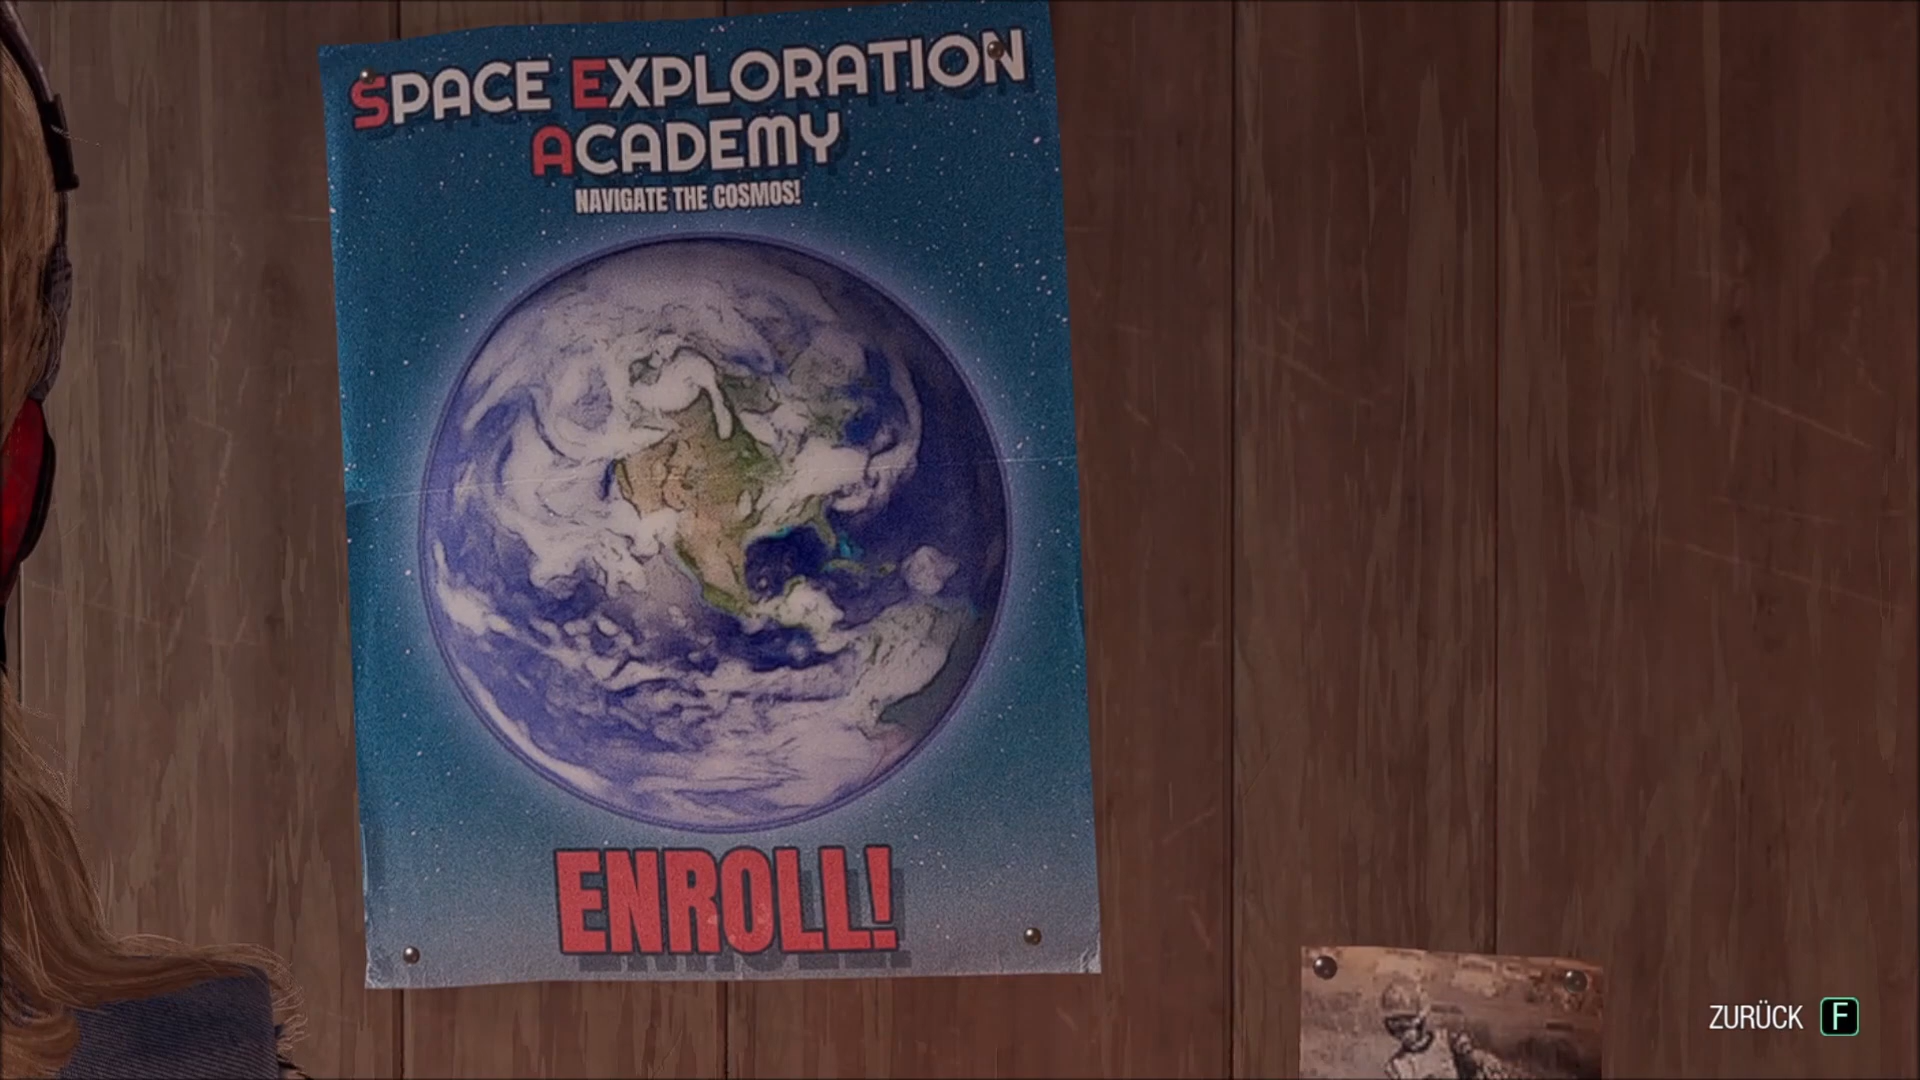 SPACE EXPLORATION
ACADEMY
NAVIGATE THE COSMOS!
ENROLL!
ZURÜCK F